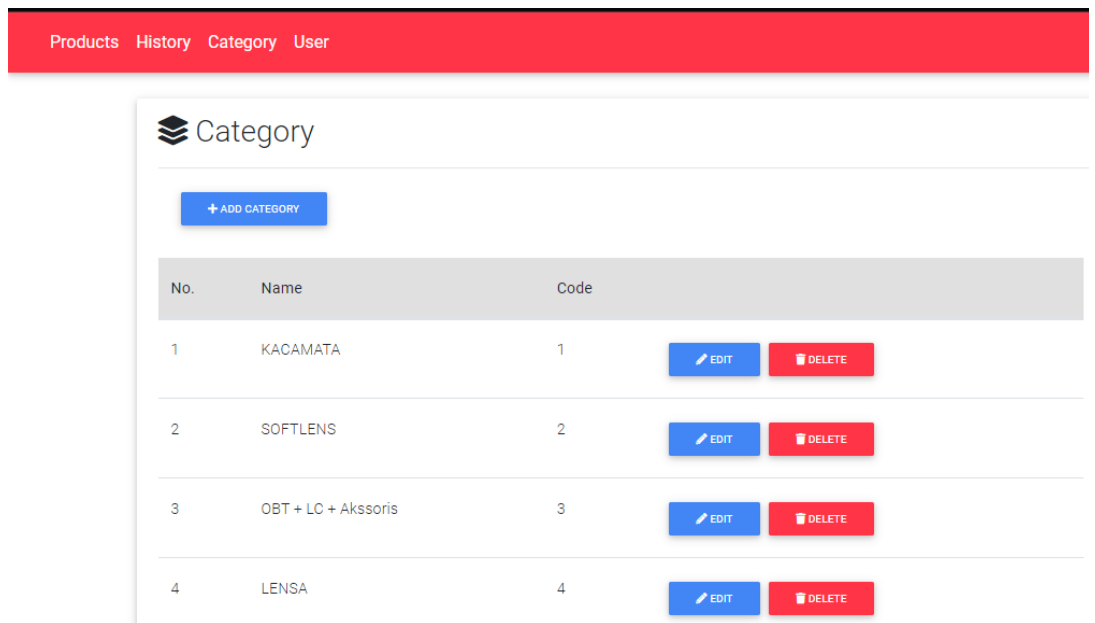 Products History Category User
Category
ADD CATEGORY
No. Name Code
1 KACAMATA 1 EDIT DELETE
2 SOFTLENS 2 EDIT DELETE
3 OBT + LC + Akssoris 3 EDIT DELETE
4 LENSA 4 EDIT DELETE